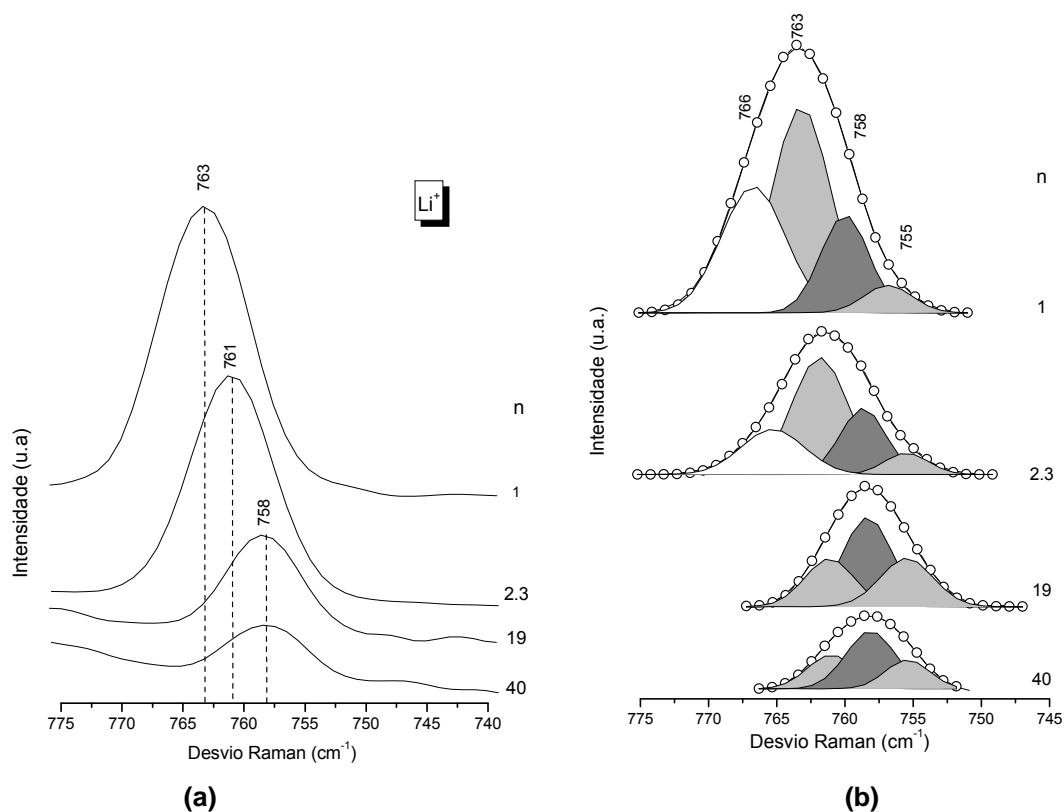 763
Li⁺
761
758
n
1
2.3
19
40
Intensidade (u.a)
775 770 765 760 755 750 745 740
Desvio Raman (cm⁻¹)
(a)
763
766
758
755
n
1
2.3
19
40
Intensidade (u.a.)
775 770 765 760 755 750 745
Desvio Raman (cm⁻¹)
(b)